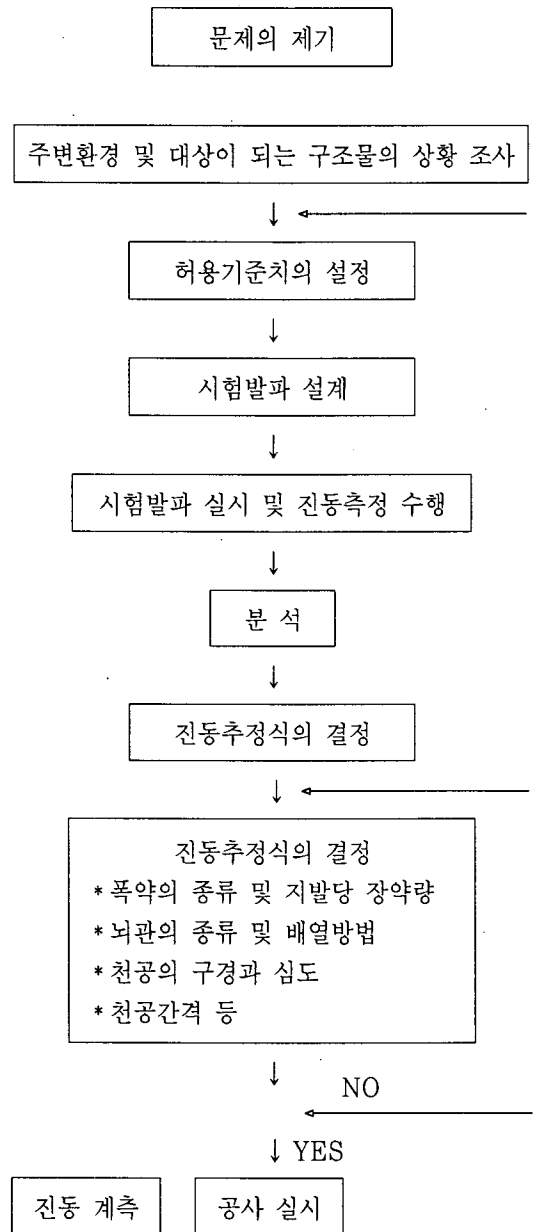 문제의 제기
주변환경 및 대상이 되는 구조물의 상황 조사
허용기준치의 설정
시험발파 설계
시험발파 실시 및 진동측정 수행
분 석
진동추정식의 결정
진동추정식의 결정
* 폭약의 종류 및 지발당 장약량
* 뇌관의 종류 및 배열방법
* 천공의 구경과 심도
* 천공간격 등
NO
YES
진동 계측 공사 실시